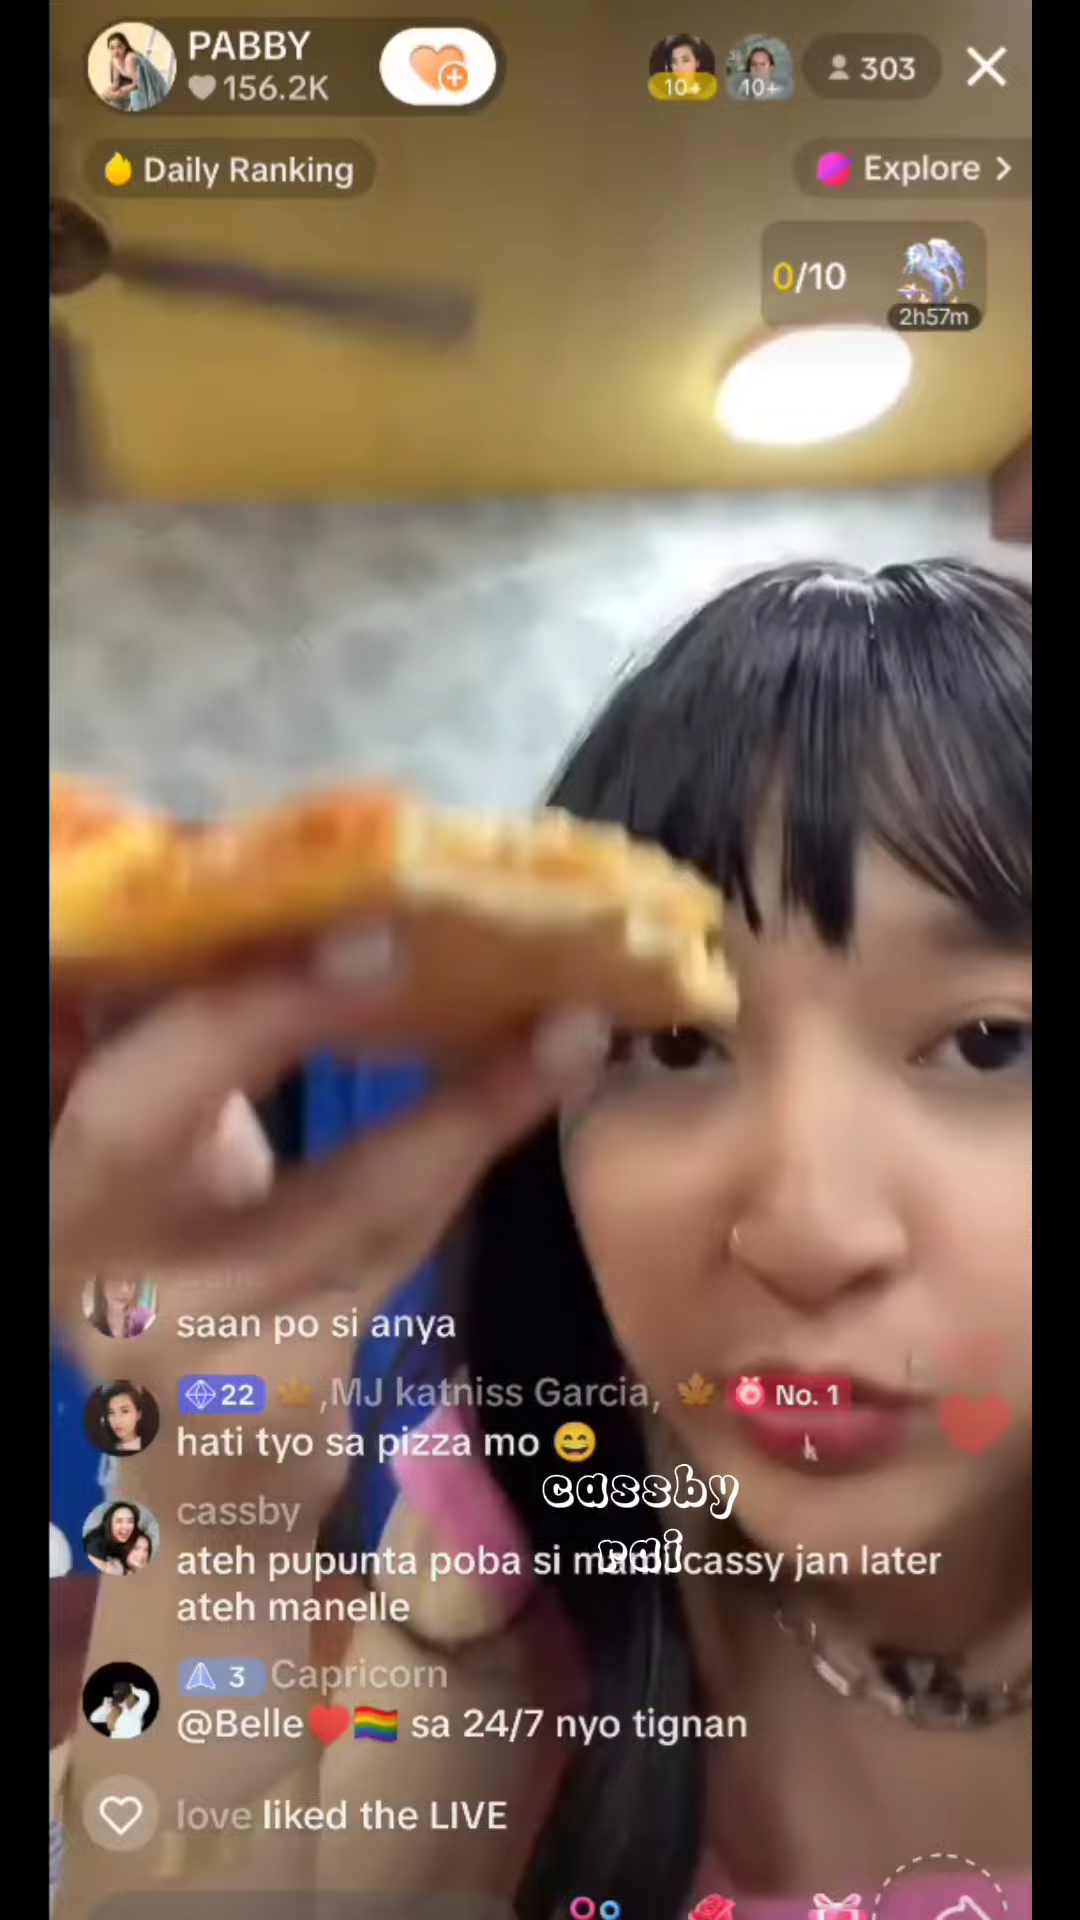 PABBY
156.2K
10+
10+
303
Daily Ranking
Explore >
0/10
2h57m
saan po si anya
22 🍁,MJ katniss Garcia, 🍁 No. 1
hati tyo sa pizza mo 😄
cassby
cassby
ateh pupunta poba si cassy jan later
ateh manelle
3 Capricorn
@Belle❤️🏳️‍🌈 sa 24/7 nyo tignan
love liked the LIVE